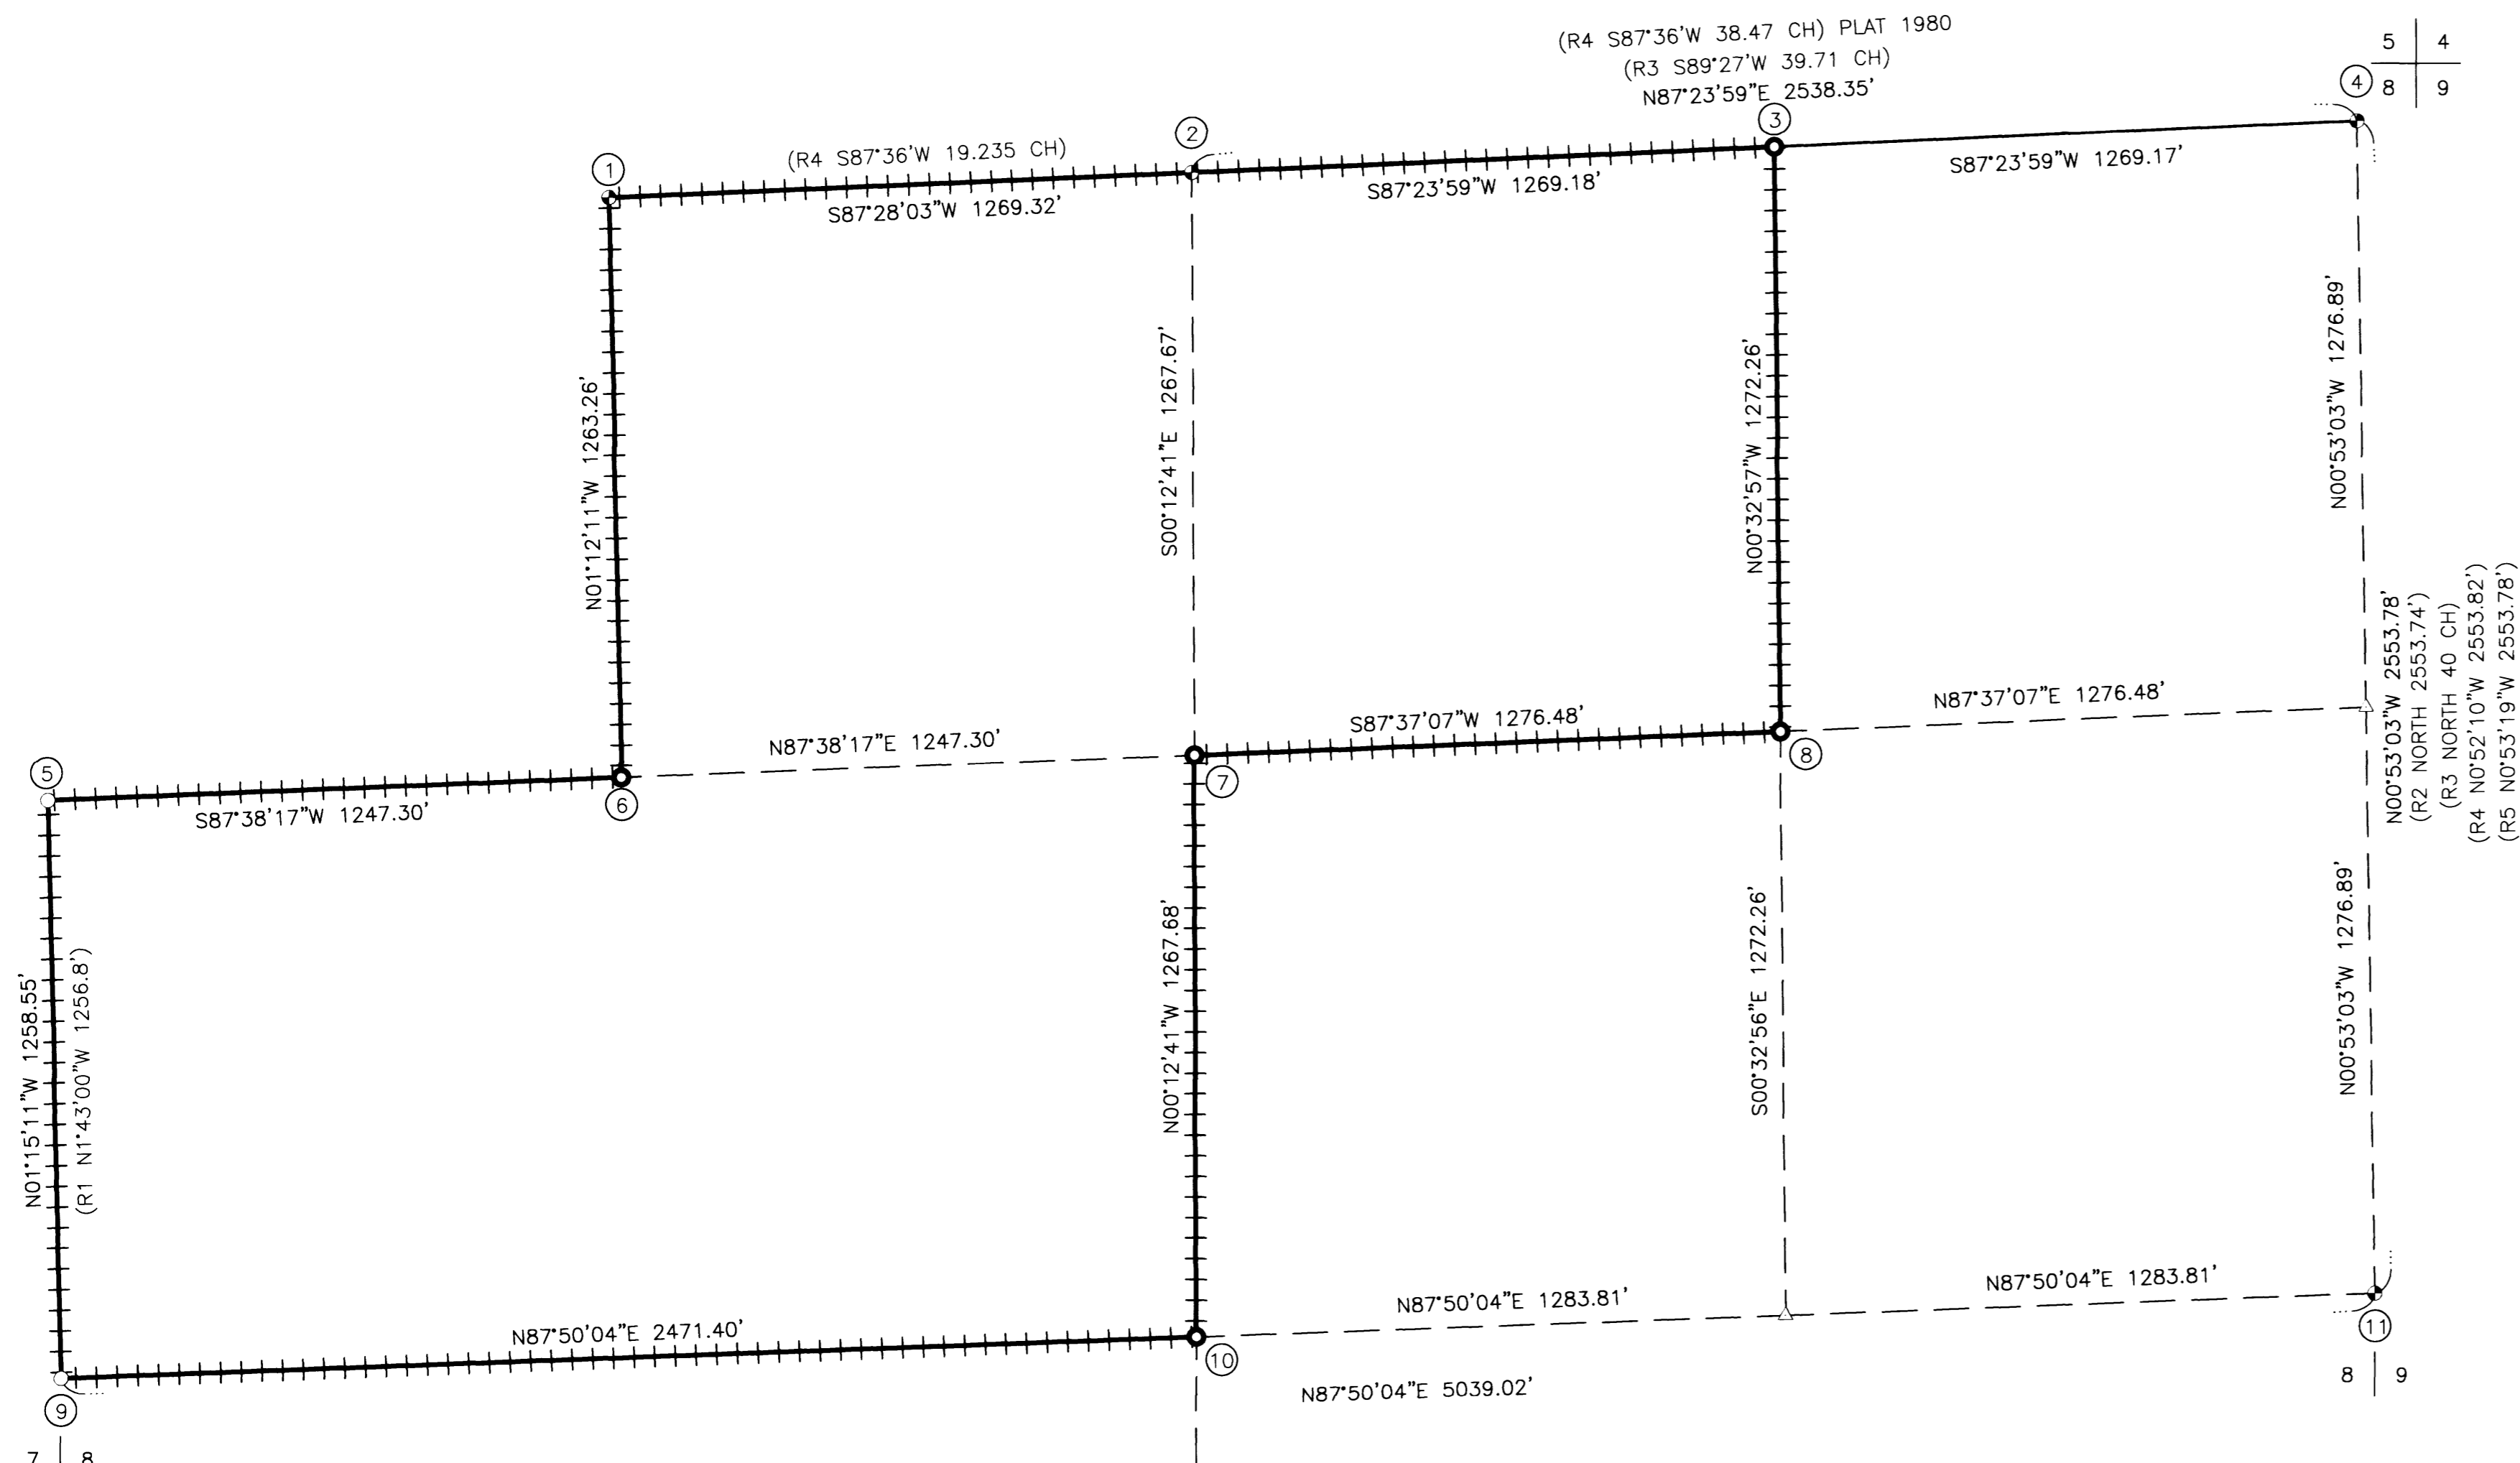 (R4 S87°36'W 38.47 CH) PLAT 1980
(R3 S89°27'W 39.71 CH)
N87°23'59"E 2538.35'
5 4
8 9
4
3
2
1
(R4 S87°36'W 19.235 CH)
S87°28'03"W 1269.32'
S87°23'59"W 1269.18'
S87°23'59"W 1269.17'
N01°12'11"W 1263.26'
S00°12'41"E 1267.67'
N00°32'57"W 1272.26'
N00°53'03"W 1276.89'
N87°38'17"E 1247.30'
S87°37'07"W 1276.48'
N87°37'07"E 1276.48'
5
6
7
8
S87°38'17"W 1247.30'
N00°53'03"W 2553.78'
(R2 NORTH 2553.74')
(R3 NORTH 40 CH)
(R4 N0°52'10"W 2553.82')
(R5 N0°53'19"W 2553.78')
N01°15'11"W 1258.55'
(R1 N1°43'00"W 1256.8')
N00°12'41"W 1267.68'
S00°32'56"E 1272.26'
N00°53'03"W 1276.89'
N87°50'04"E 2471.40'
N87°50'04"E 1283.81'
N87°50'04"E 1283.81'
9
10
11
N87°50'04"E 5039.02'
8 9
7 8